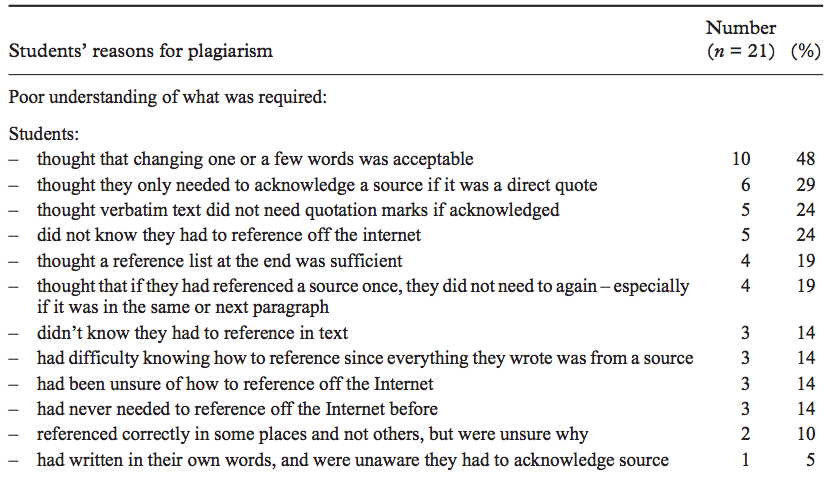 Number
Students’ reasons for plagiarism (n = 21) (%)
Poor understanding of what was required:
Students:
– thought that changing one or a few words was acceptable 10 48
– thought they only needed to acknowledge a source if it was a direct quote 6 29
– thought verbatim text did not need quotation marks if acknowledged 5 24
– did not know they had to reference off the internet 5 24
– thought a reference list at the end was sufficient 4 19
– thought that if they had referenced a source once, they did not need to again – especially 4 19
if it was in the same or next paragraph
– didn’t know they had to reference in text 3 14
– had difficulty knowing how to reference since everything they wrote was from a source 3 14
– had been unsure of how to reference off the Internet 3 14
– had never needed to reference off the Internet before 3 14
– referenced correctly in some places and not others, but were unsure why 2 10
– had written in their own words, and were unaware they had to acknowledge source 1 5